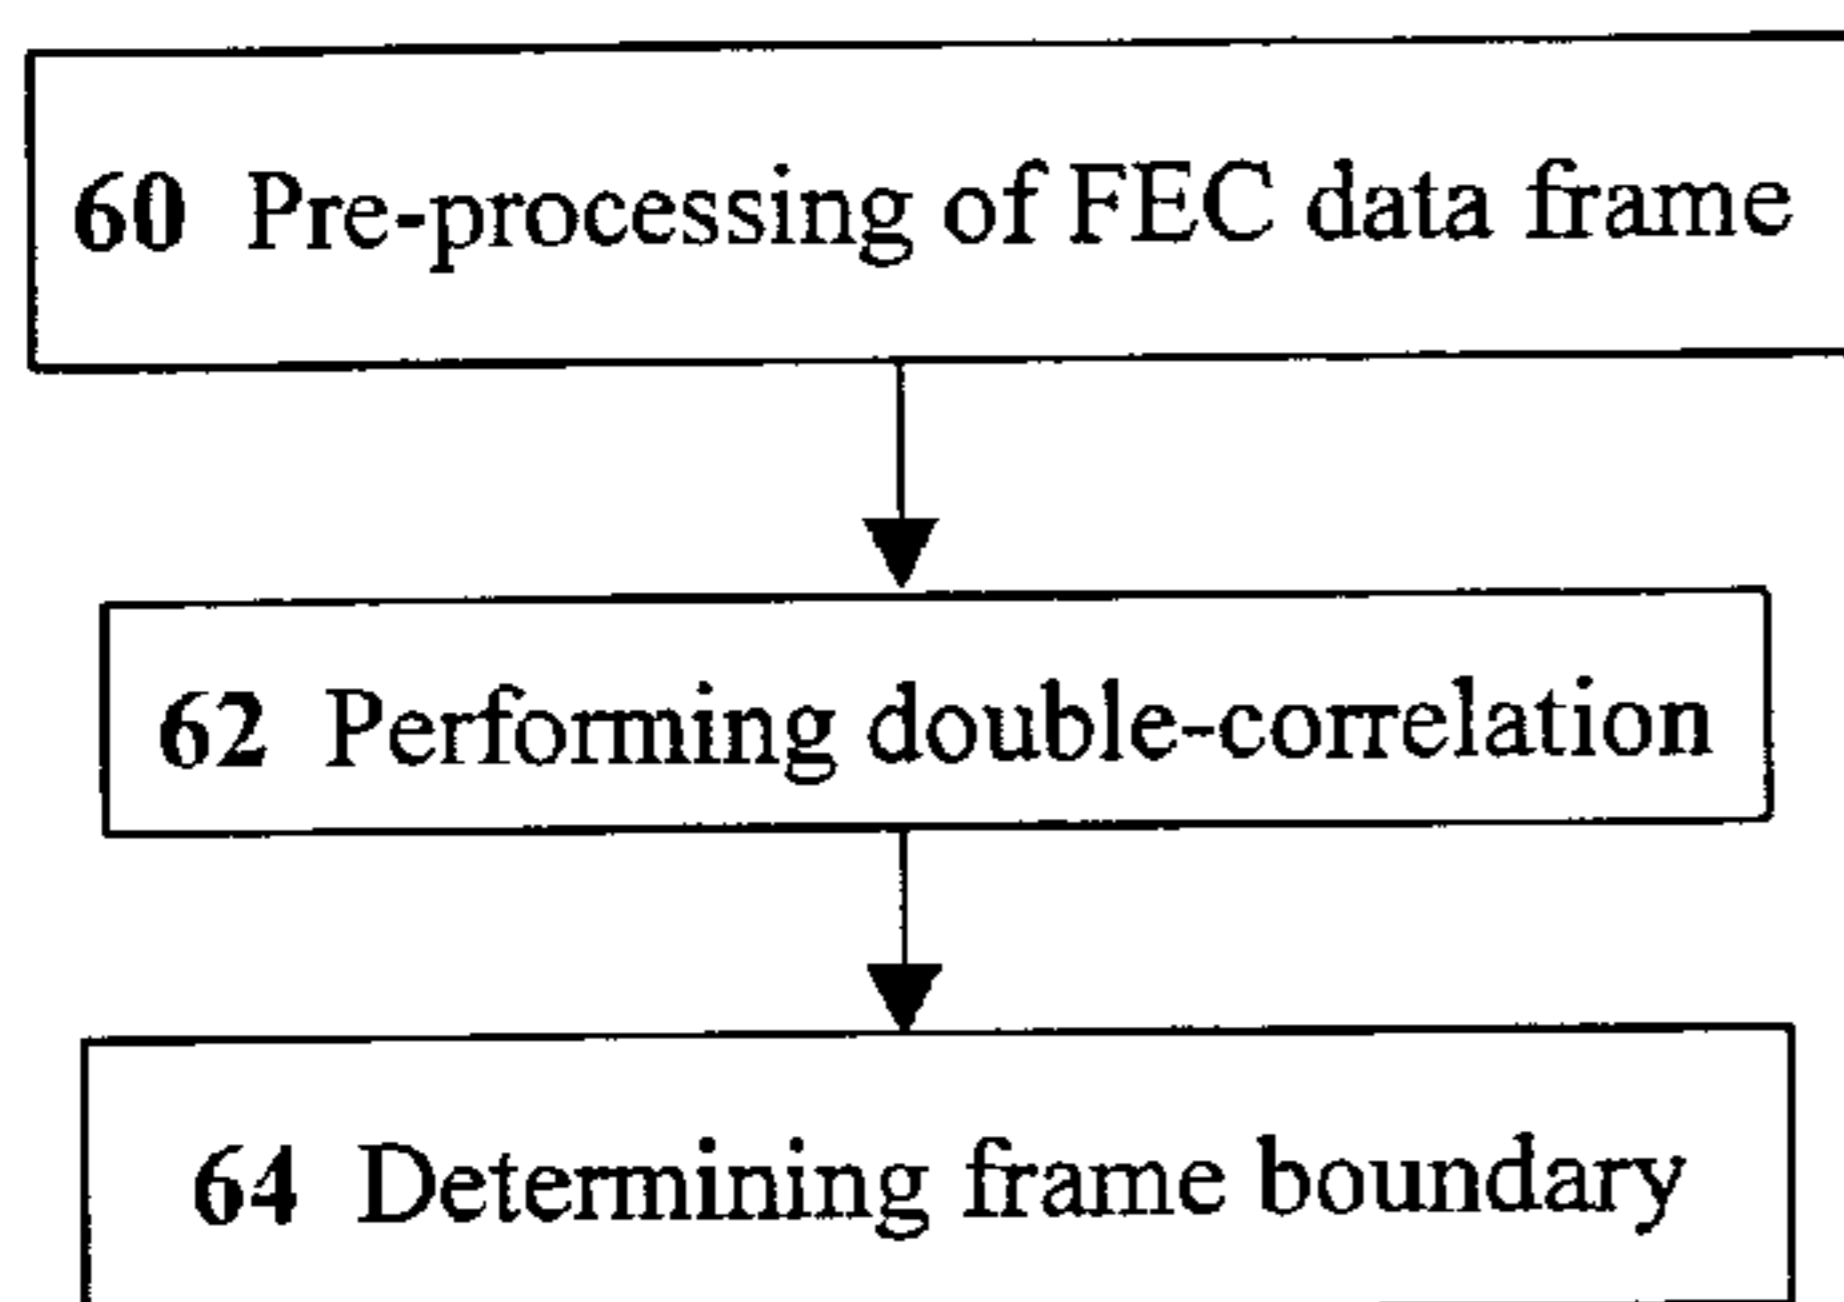 60 Pre-processing of FEC data frame
62 Performing double-correlation
64 Determining frame boundary